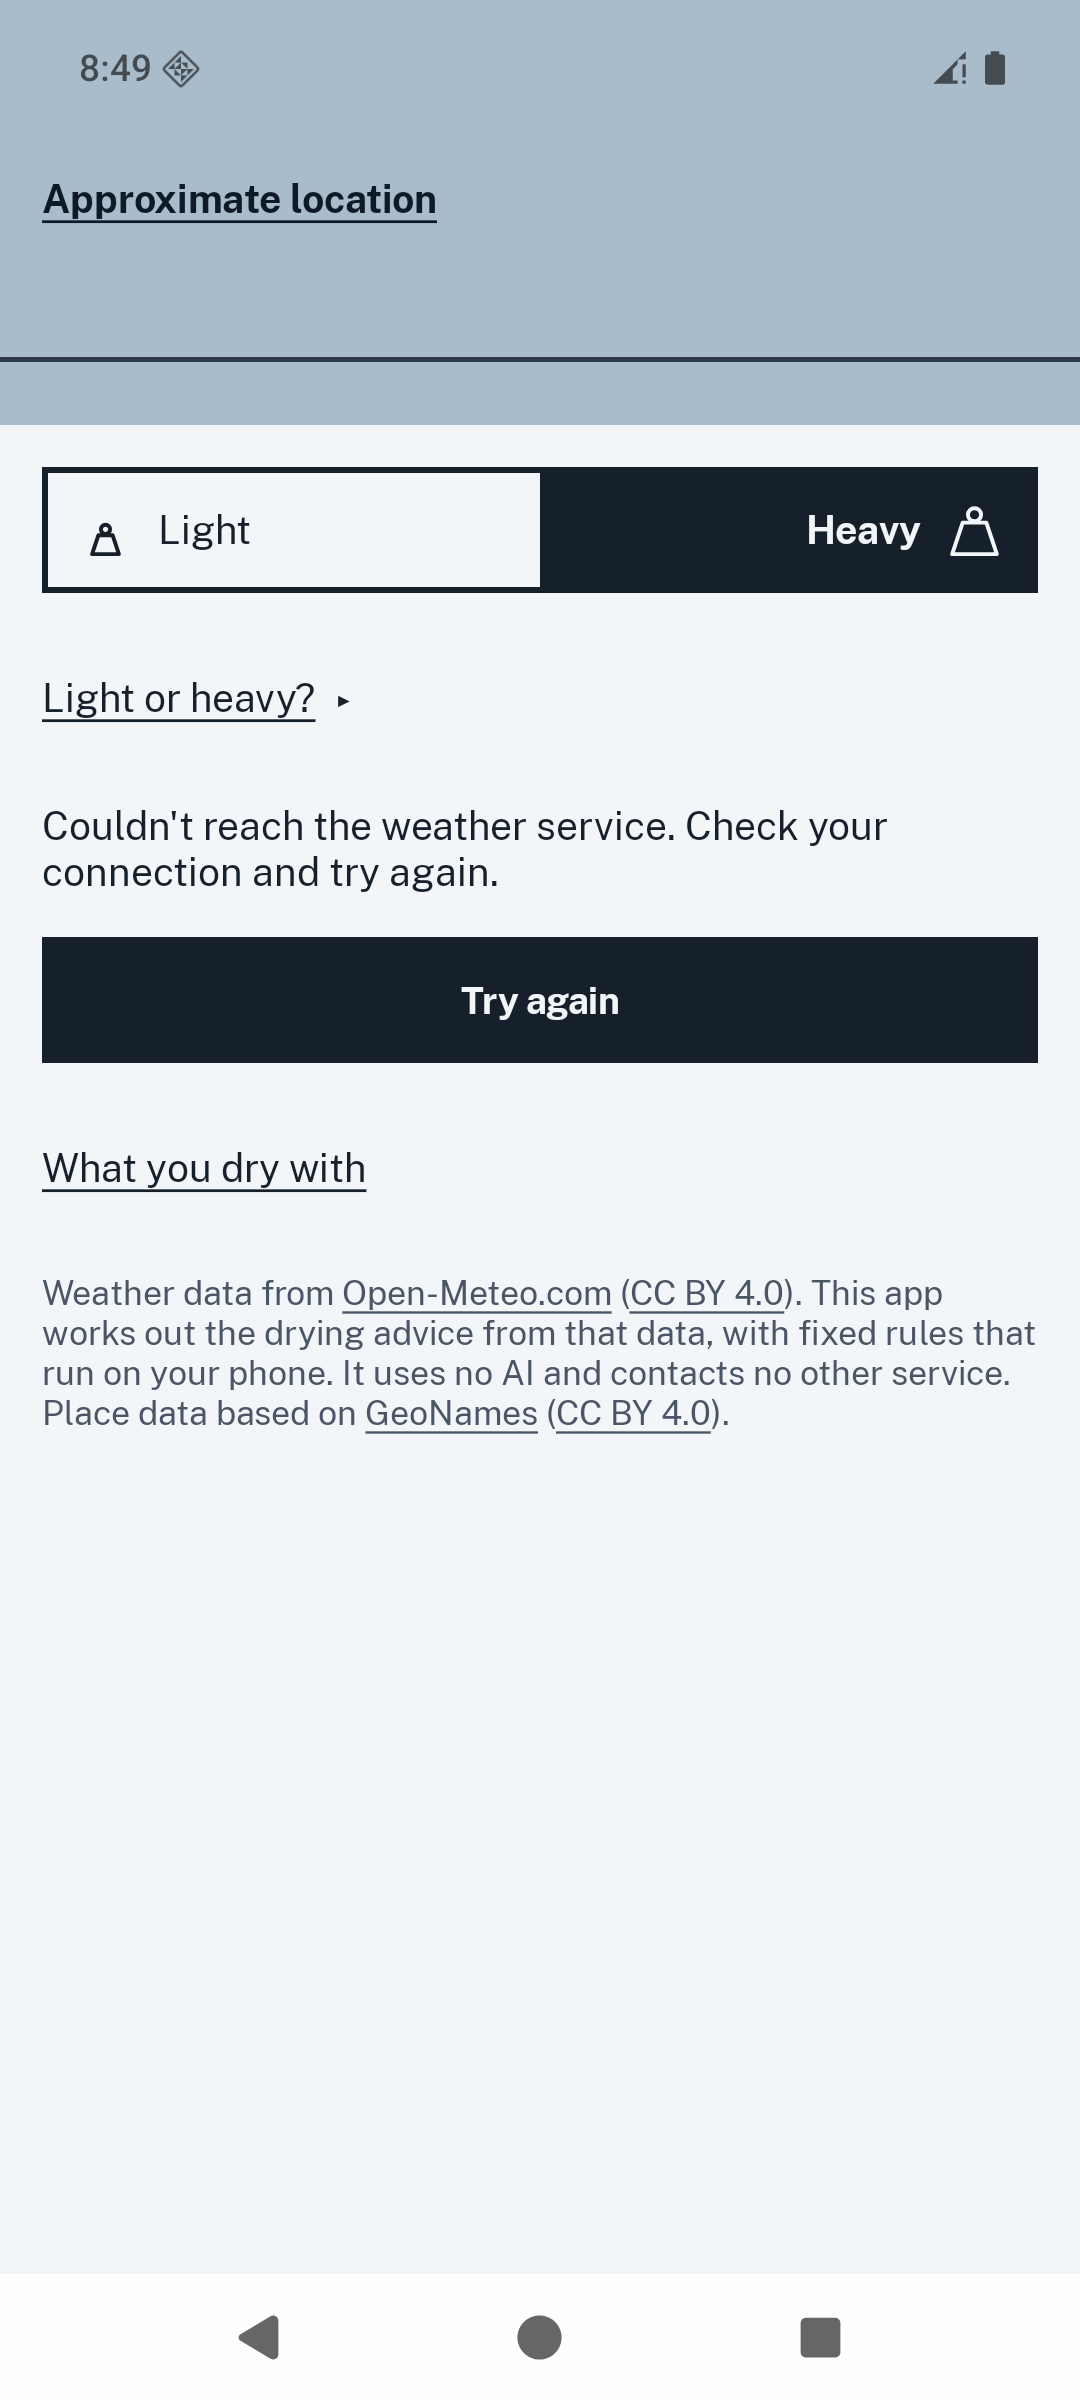 8:49
Approximate location
Light
Heavy
Light or heavy? ▸
Couldn't reach the weather service. Check your
connection and try again.
Try again
What you dry with
Weather data from Open-Meteo.com (CC BY 4.0). This app
works out the drying advice from that data, with fixed rules that
run on your phone. It uses no AI and contacts no other service.
Place data based on GeoNames (CC BY 4.0).